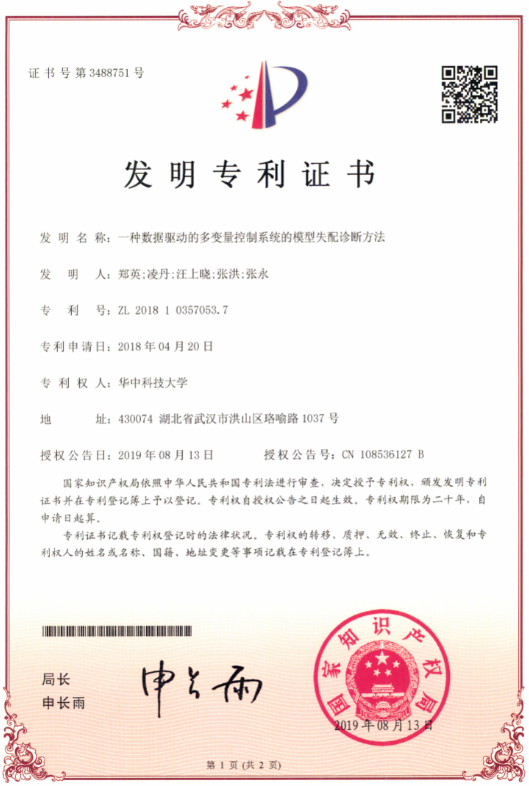 证书号第3488751号
发明专利证书
发 明 名 称：一种数据驱动的多变量控制系统的模型失配诊断方法
发 明 人：郑英;凌丹;汪上晓;张洪;张永
专 利 号：ZL 2018 1 0357053.7
专利申请日：2018年04月20日
专 利 权 人：华中科技大学
地 址：430074 湖北省武汉市洪山区珞喻路1037号
授权公告日：2019年08月13日 授权公告号：CN 108536127 B
国家知识产权局依照中华人民共和国专利法进行审查，决定授予专利权，颁发发明专利
证书并在专利登记簿上予以登记。专利权自授权公告之日起生效。专利权期限为二十年，自
申请日起算。
专利证书记载专利权登记时的法律状况。专利权的转移、质押、无效、终止、恢复和专
利权人的姓名或名称、国籍、地址变更等事项记载在专利登记簿上。
局长
申长雨
申长雨
国家知识产权局
2019年08月13日
第 1 页 (共 2 页)